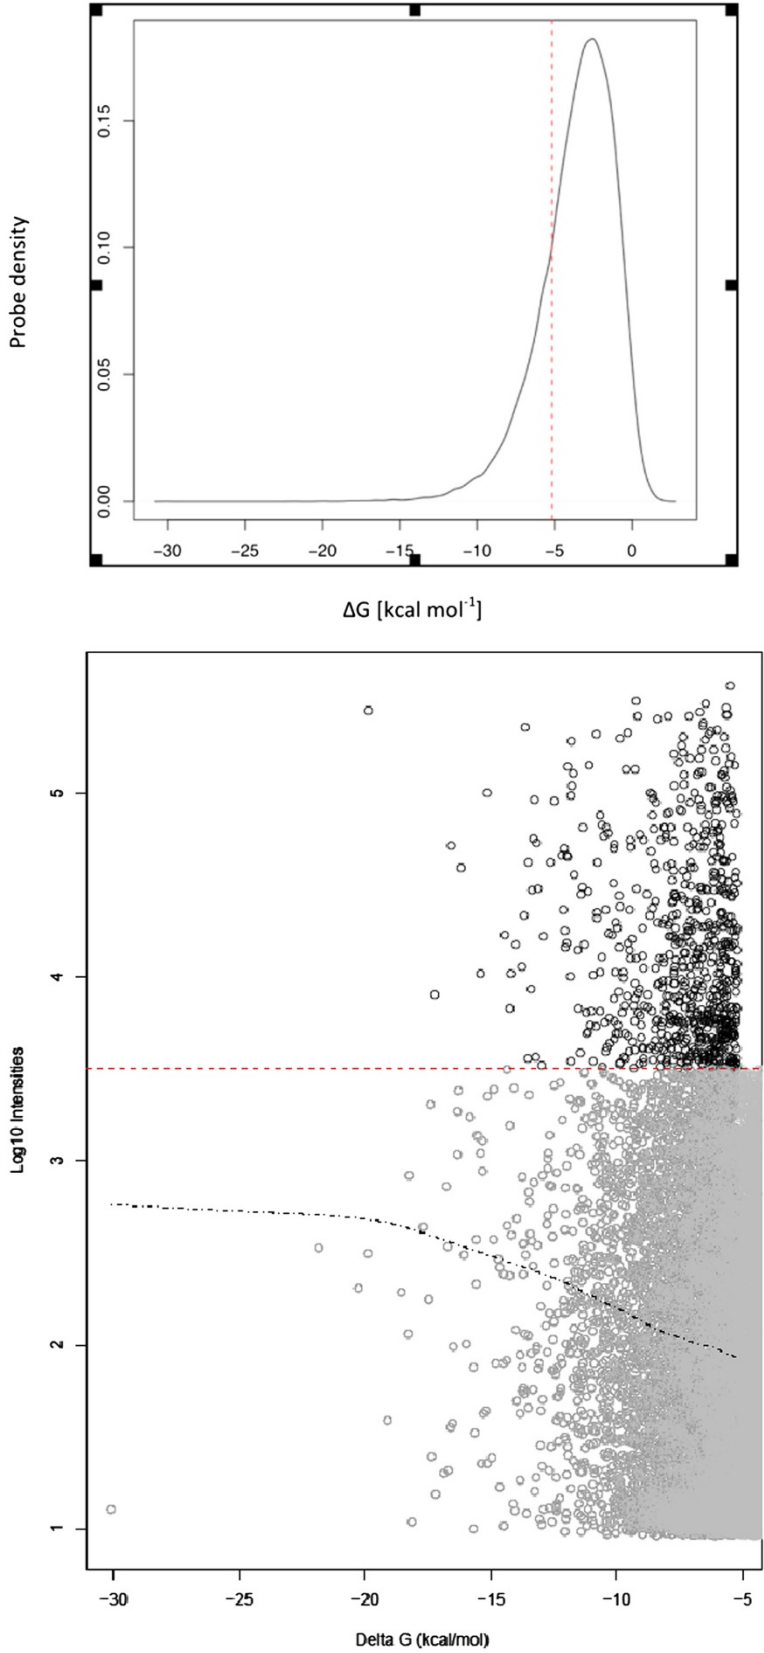 Probe density
0.15
0.10
0.05
0.00
−30 −25 −20 −15 −10 −5 0
ΔG [kcal mol-1]
Log10 Intensities
5
4
3
2
1
−30 −25 −20 −15 −10 −5
Delta G (kcal/mol)